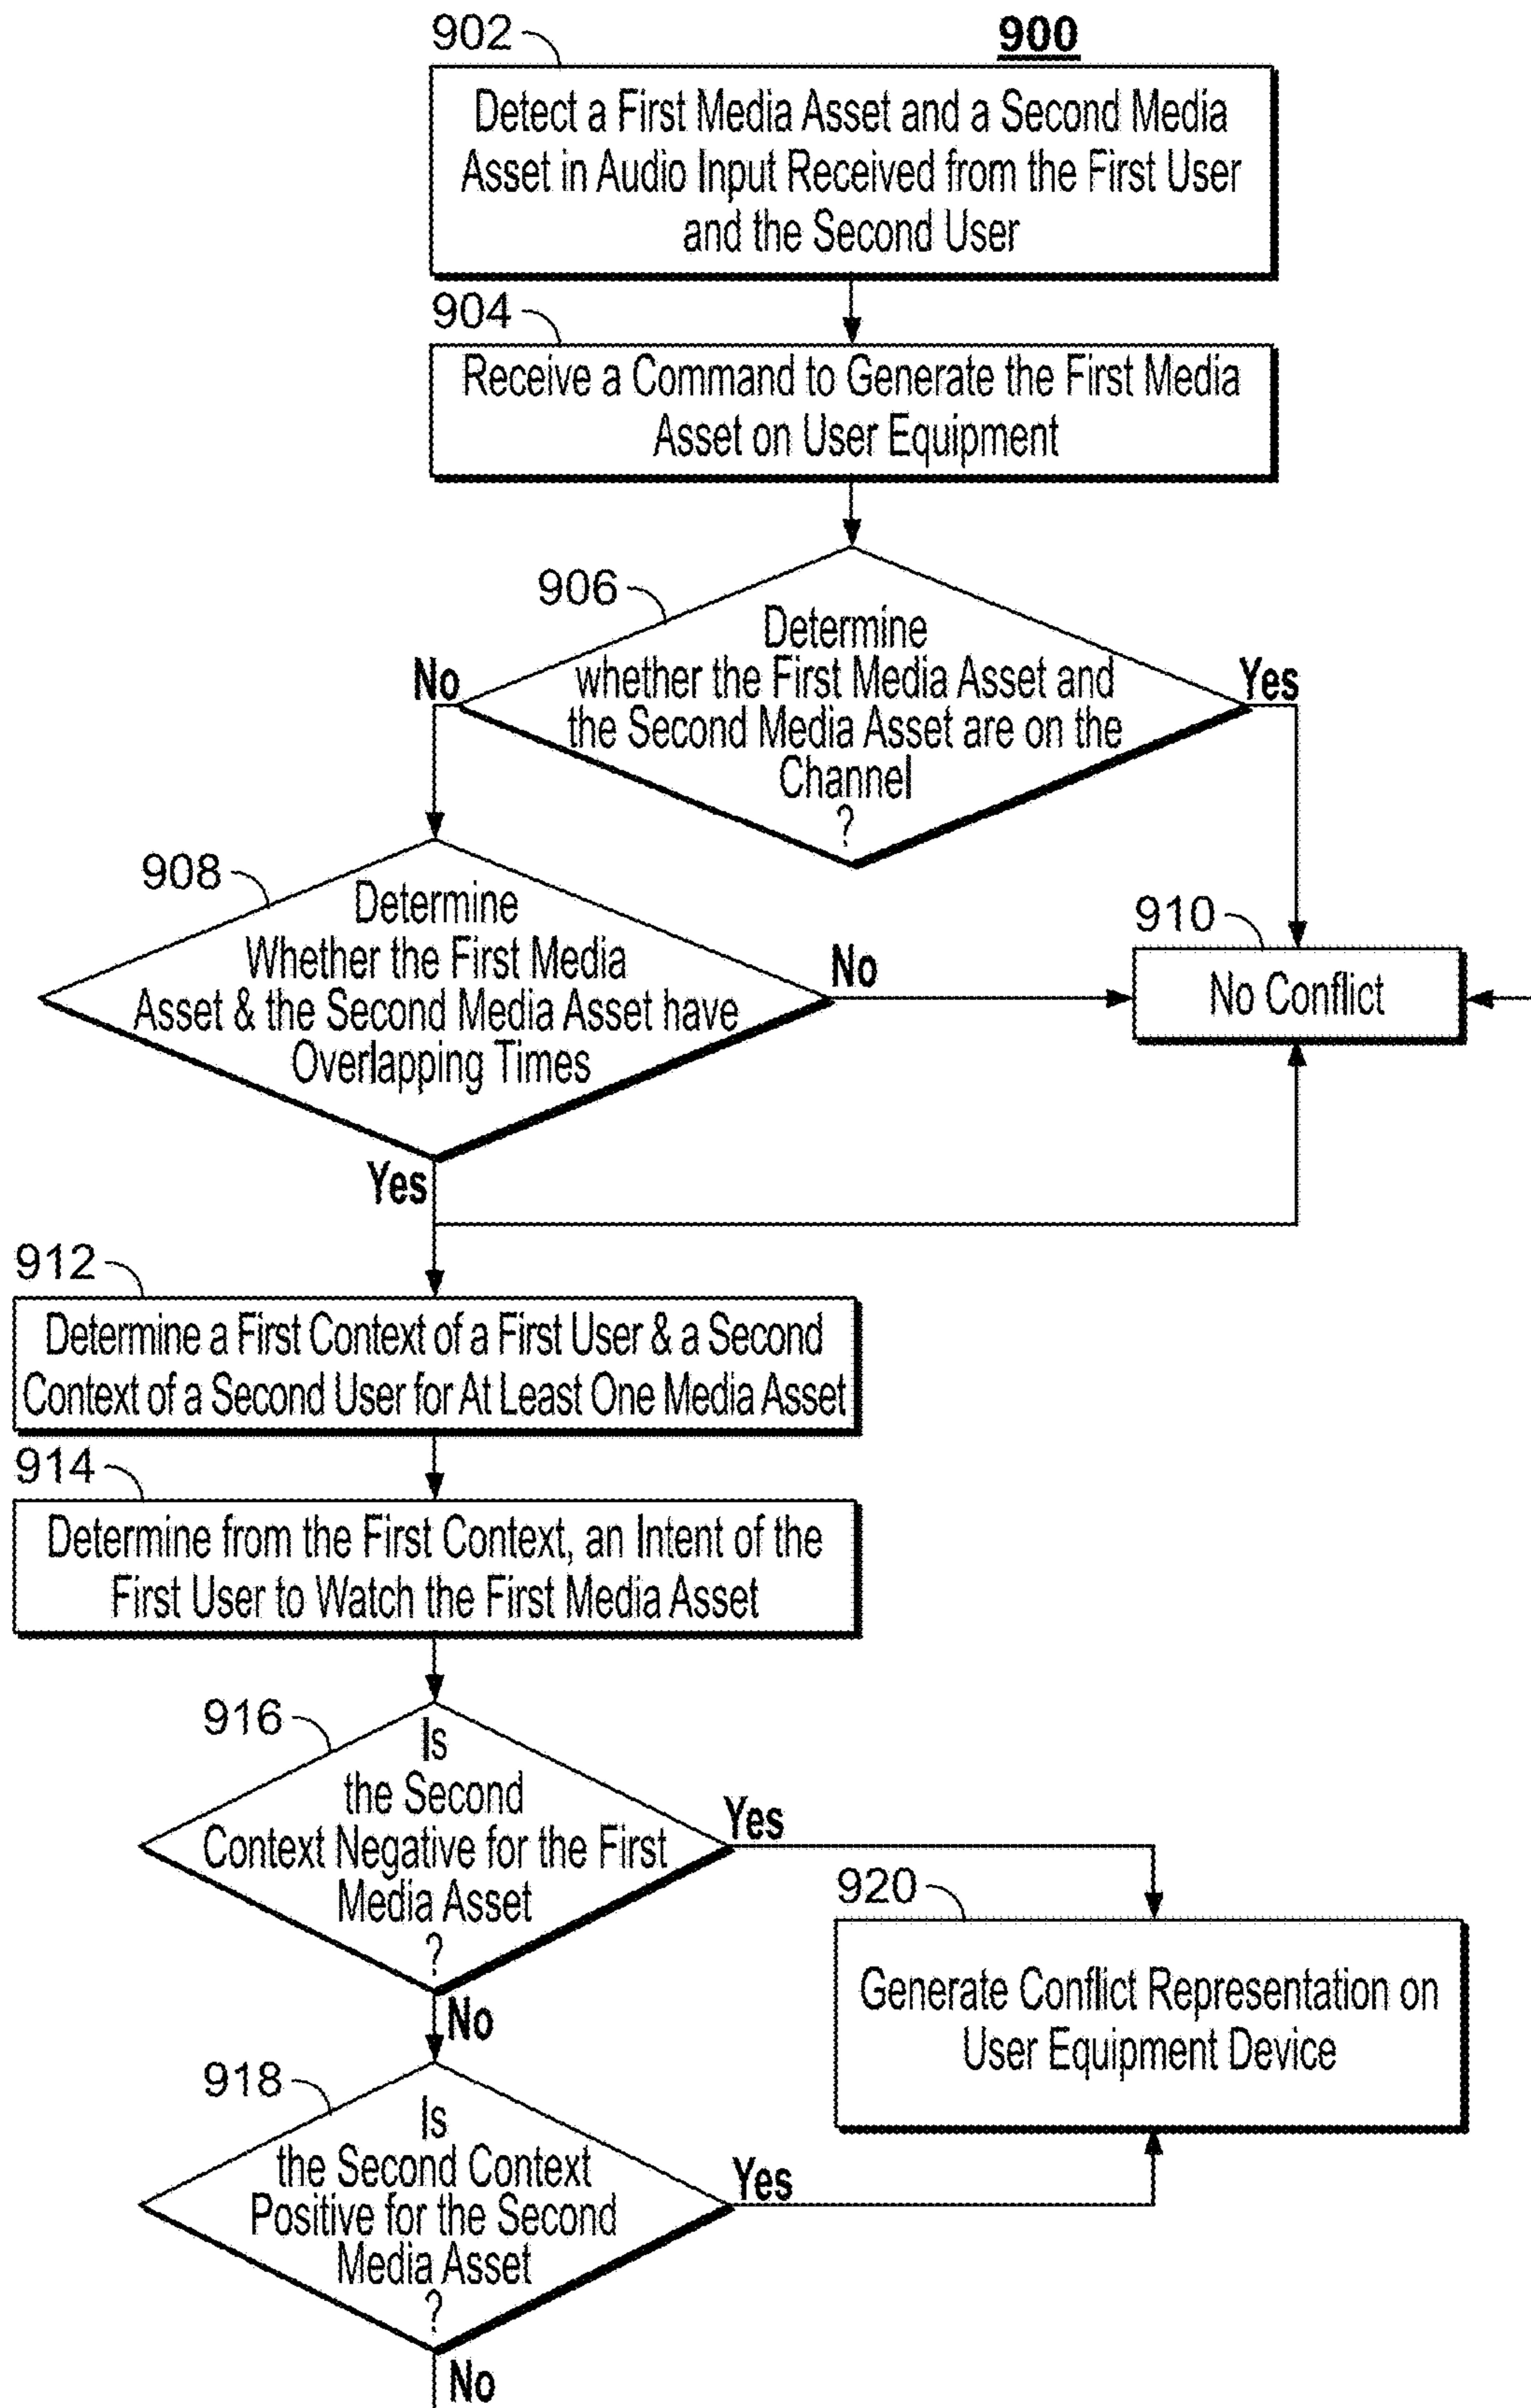 902
900
Detect a First Media Asset and a Second Media
Asset in Audio Input Received from the First User
and the Second User
904
Receive a Command to Generate the First Media
Asset on User Equipment
906
Determine
whether the First Media Asset and
the Second Media Asset are on the
Channel
?
No
Yes
908
Determine
Whether the First Media
Asset & the Second Media Asset have
Overlapping Times
No
Yes
910
No Conflict
912
Determine a First Context of a First User & a Second
Context of a Second User for At Least One Media Asset
914
Determine from the First Context, an Intent of the
First User to Watch the First Media Asset
916
Is
the Second
Context Negative for the First
Media Asset
?
Yes
No
920
Generate Conflict Representation on
User Equipment Device
918
Is
the Second Context
Positive for the Second
Media Asset
?
Yes
No